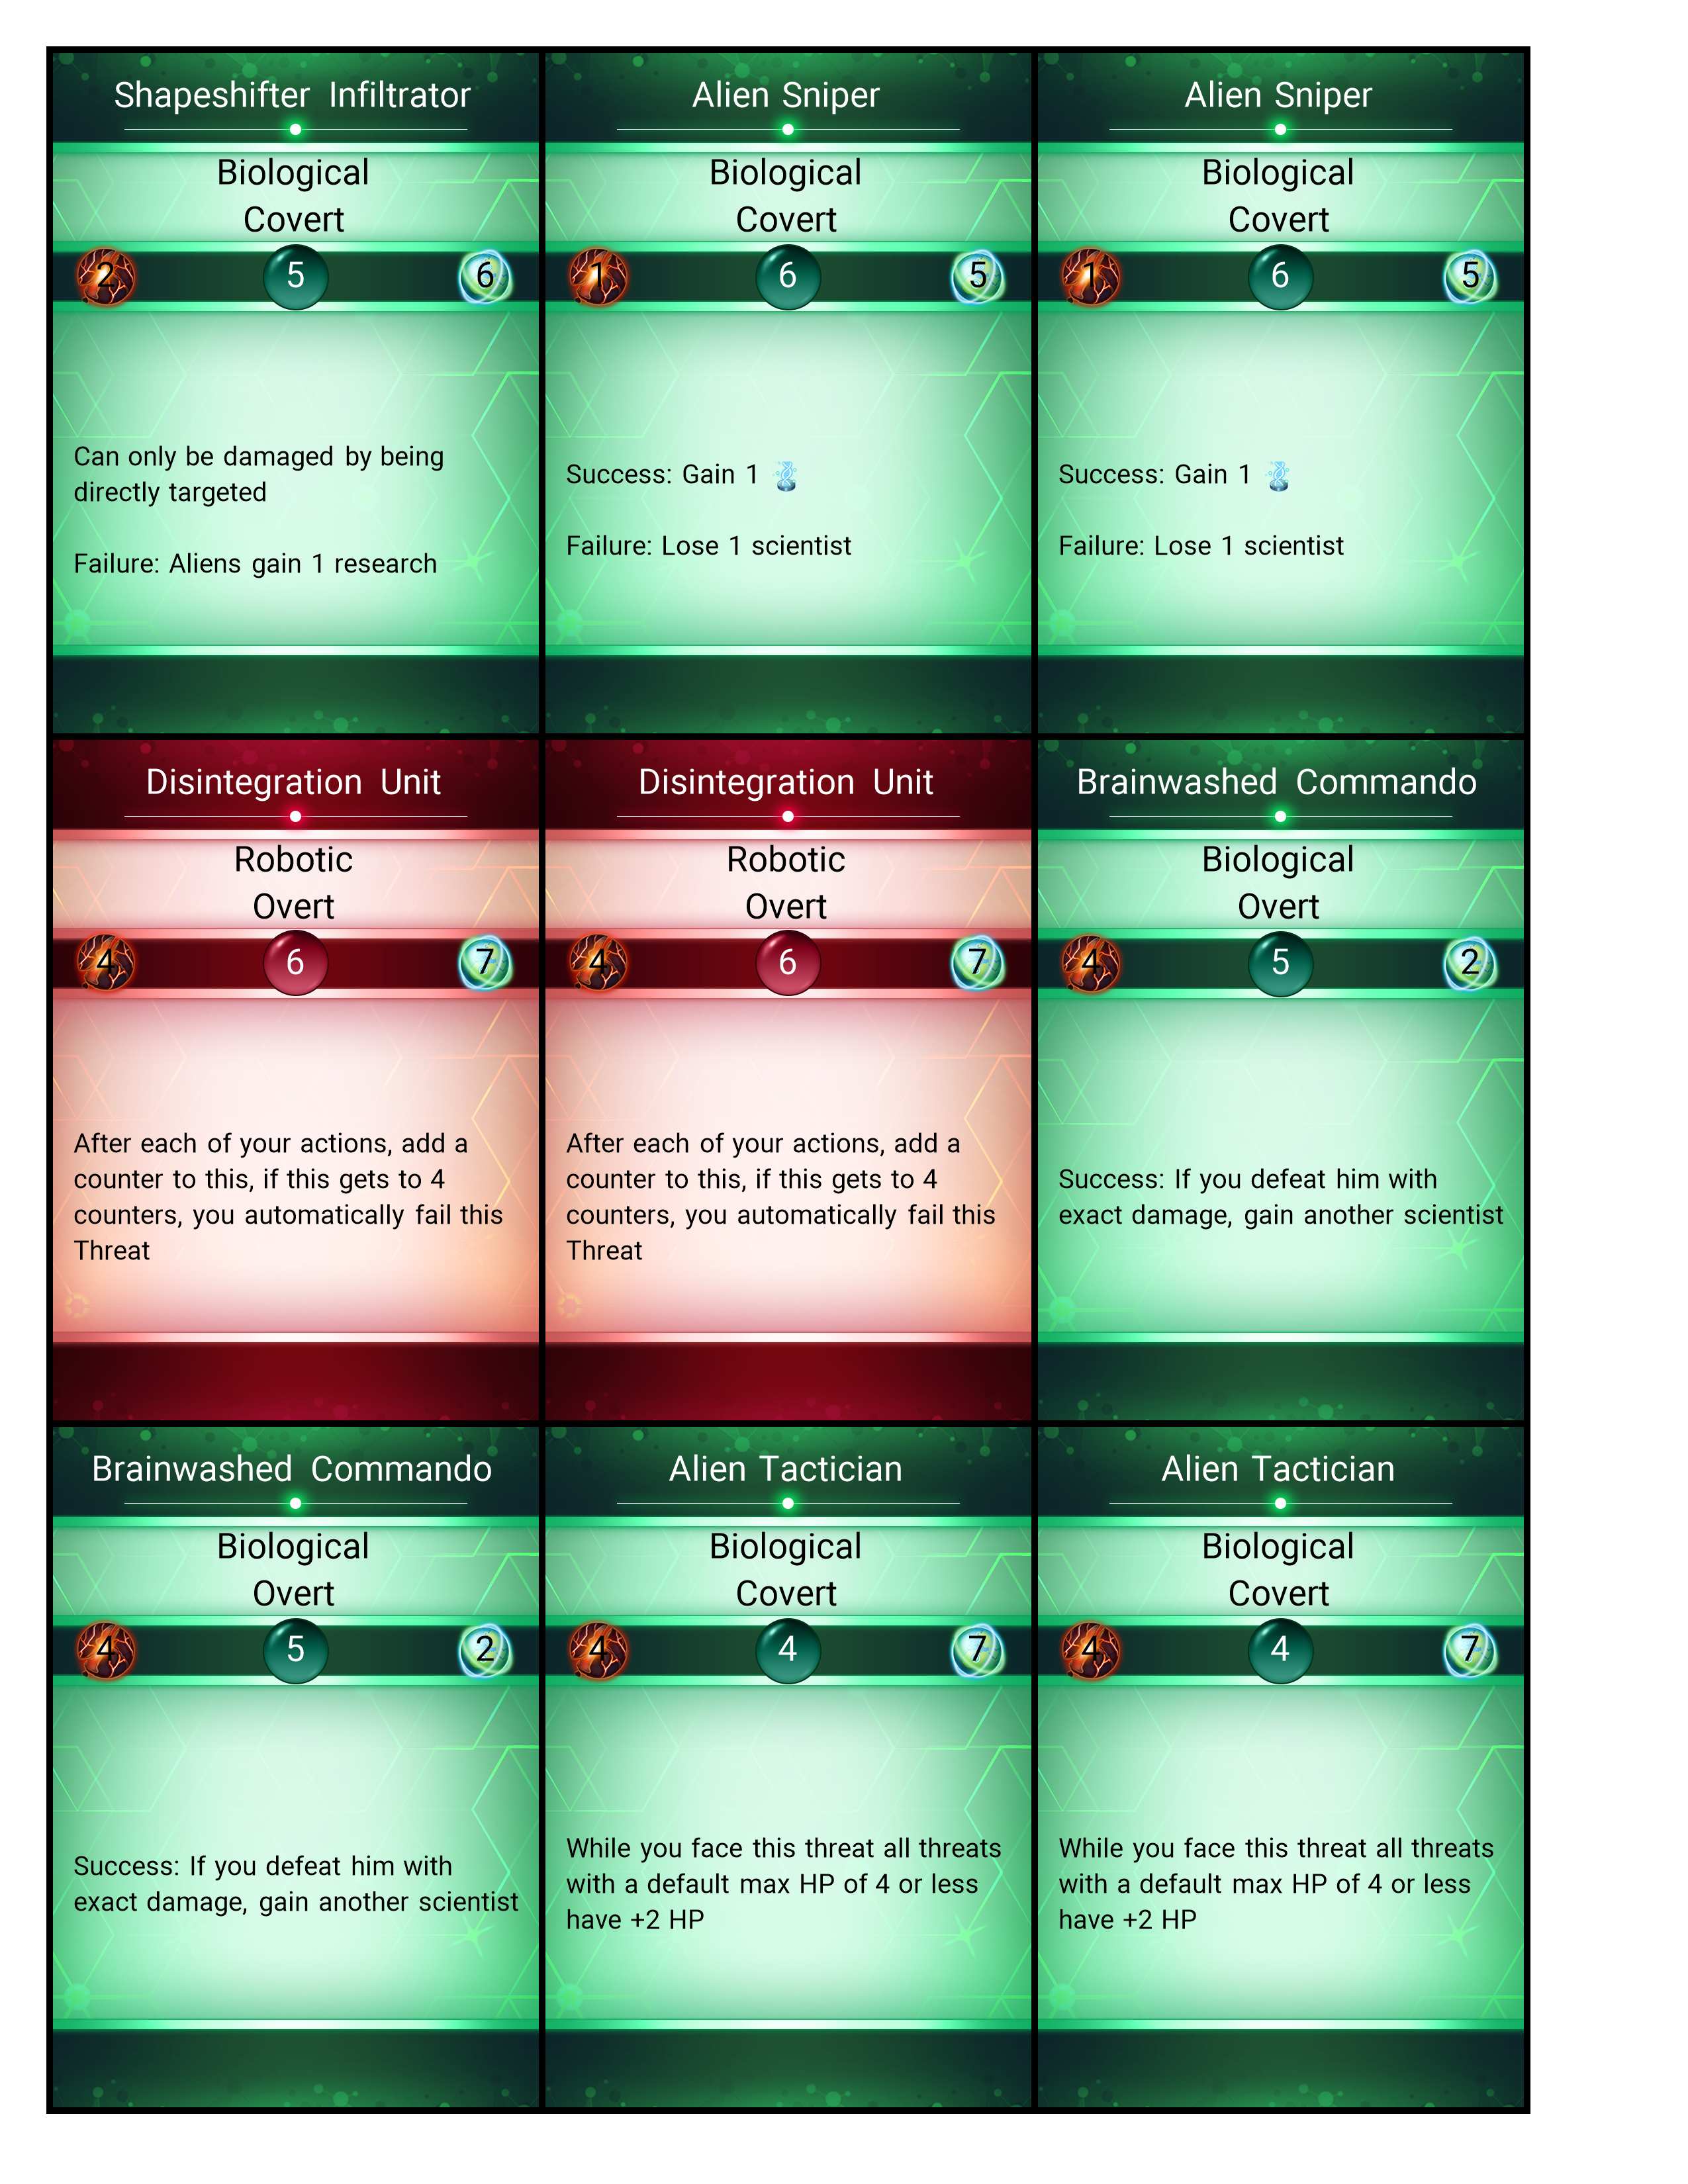 Shapeshifter Infiltrator
Biological
Covert
2 5 6
Can only be damaged by being
directly targeted
Failure: Aliens gain 1 research
Alien Sniper
Biological
Covert
1 6 5
Success: Gain 1
Failure: Lose 1 scientist
Alien Sniper
Biological
Covert
1 6 5
Success: Gain 1
Failure: Lose 1 scientist
Disintegration Unit
Robotic
Overt
4 6 7
After each of your actions, add a
counter to this, if this gets to 4
counters, you automatically fail this
Threat
Disintegration Unit
Robotic
Overt
4 6 7
After each of your actions, add a
counter to this, if this gets to 4
counters, you automatically fail this
Threat
Brainwashed Commando
Biological
Overt
4 5 2
Success: If you defeat him with
exact damage, gain another scientist
Brainwashed Commando
Biological
Overt
4 5 2
Success: If you defeat him with
exact damage, gain another scientist
Alien Tactician
Biological
Covert
4 4 7
While you face this threat all threats
with a default max HP of 4 or less
have +2 HP
Alien Tactician
Biological
Covert
4 4 7
While you face this threat all threats
with a default max HP of 4 or less
have +2 HP